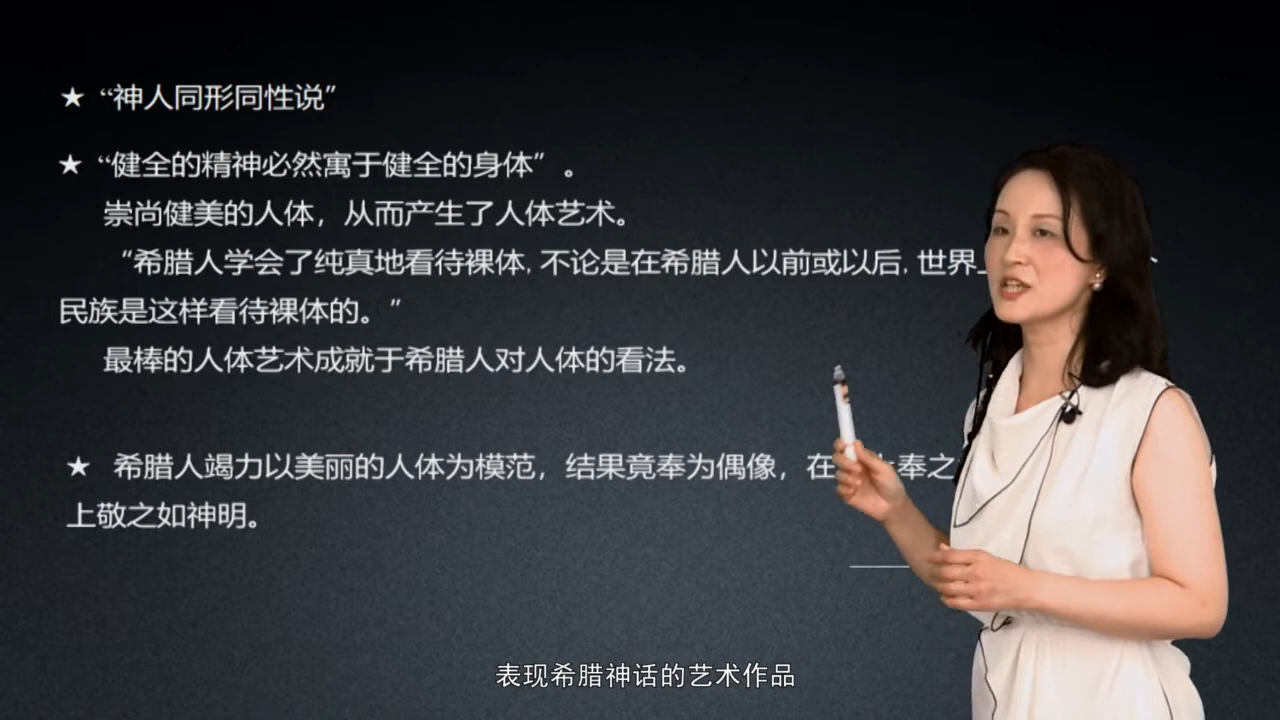 ★ “神人同形同性说”
★ “健全的精神必然寓于健全的身体”。
崇尚健美的人体，从而产生了人体艺术。
“希腊人学会了纯真地看待裸体, 不论是在希腊人以前或以后, 世界
民族是这样看待裸体的。”
最棒的人体艺术成就于希腊人对人体的看法。
★ 希腊人竭力以美丽的人体为模范，结果竟奉为偶像，在 奉之
上敬之如神明。
表现希腊神话的艺术作品